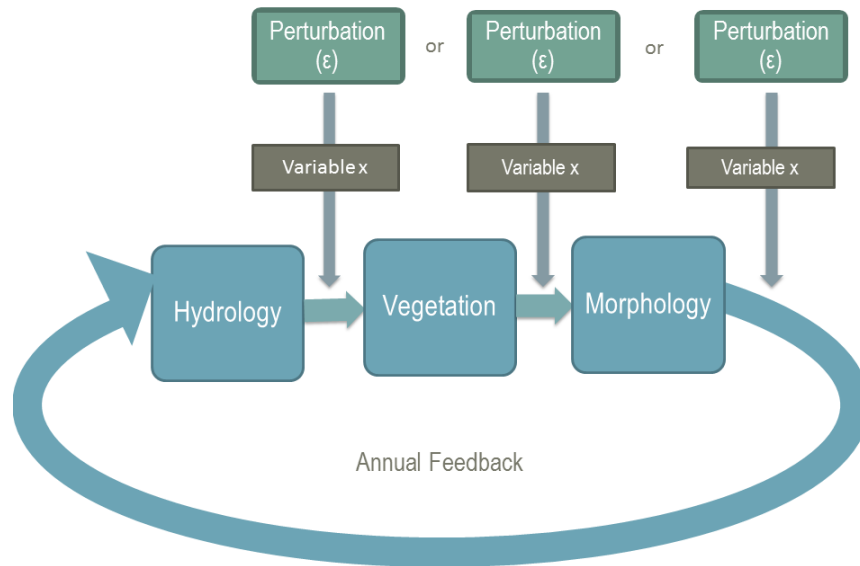 Perturbation
(ε)
or
Perturbation
(ε)
or
Perturbation
(ε)
Variable x
Variable x
Variable x
Hydrology
Vegetation
Morphology
Annual Feedback